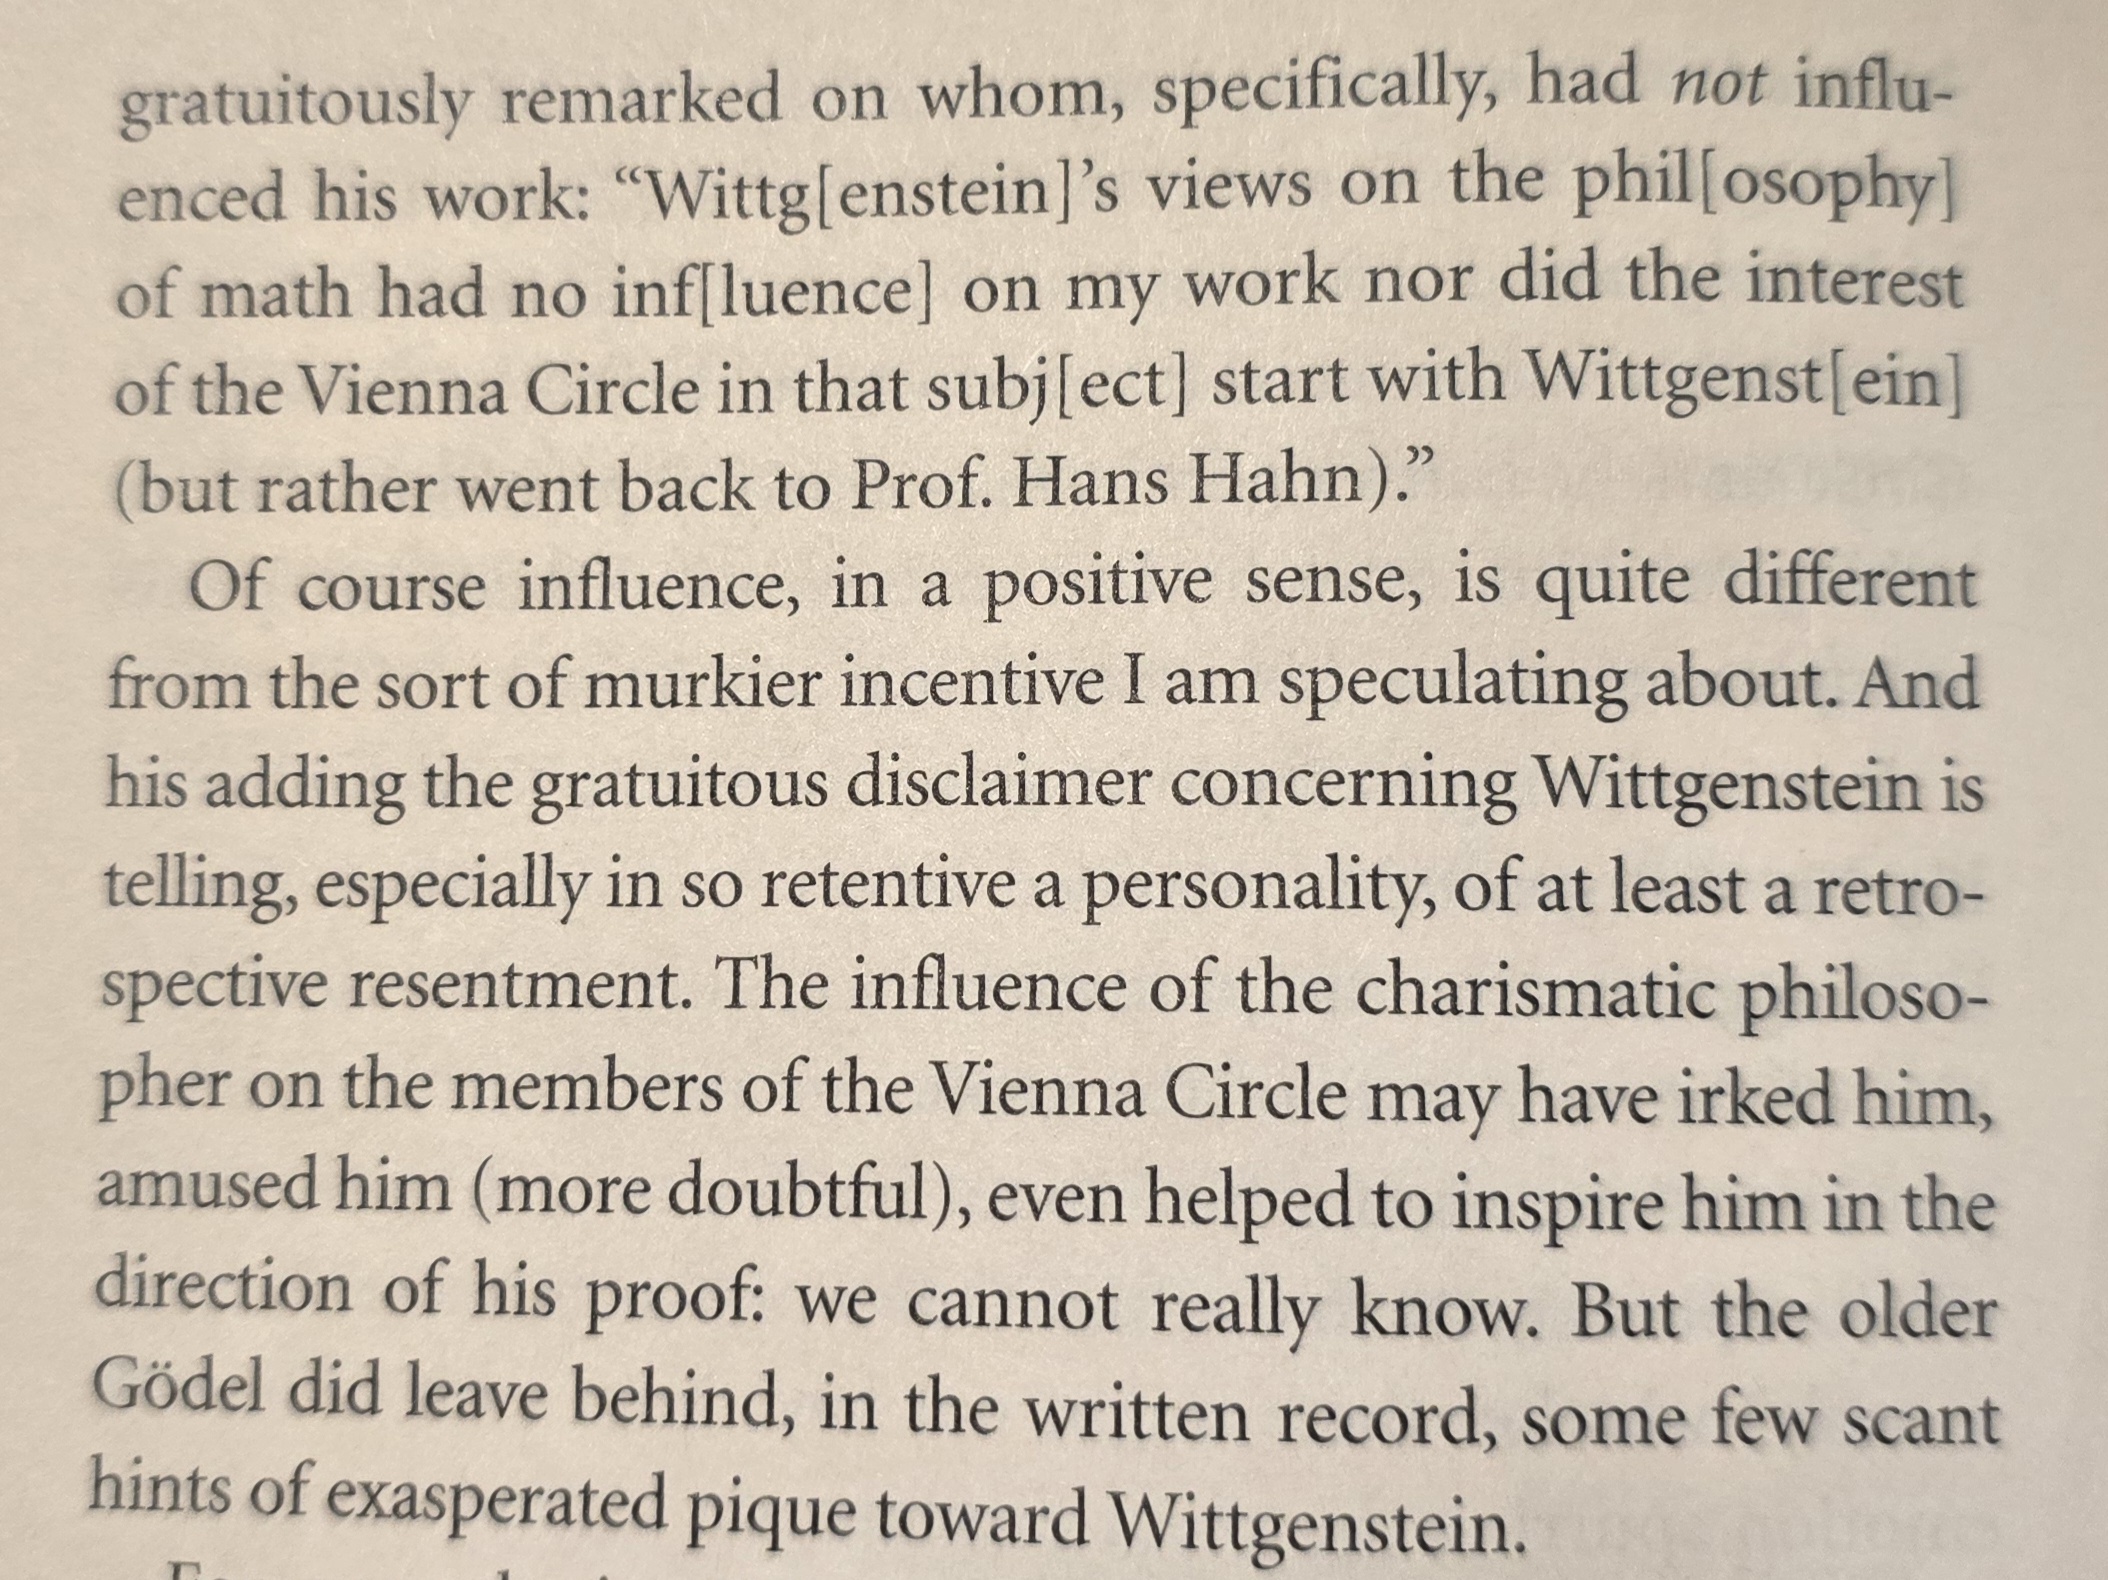 gratuitously remarked on whom, specifically, had not influ-
enced his work: “Wittg[enstein]’s views on the phil[osophy]
of math had no inf[luence] on my work nor did the interest
of the Vienna Circle in that subj[ect] start with Wittgenst[ein]
(but rather went back to Prof. Hans Hahn).”
Of course influence, in a positive sense, is quite different
from the sort of murkier incentive I am speculating about. And
his adding the gratuitous disclaimer concerning Wittgenstein is
telling, especially in so retentive a personality, of at least a retro-
spective resentment. The influence of the charismatic philoso-
pher on the members of the Vienna Circle may have irked him,
amused him (more doubtful), even helped to inspire him in the
direction of his proof: we cannot really know. But the older
Gödel did leave behind, in the written record, some few scant
hints of exasperated pique toward Wittgenstein.